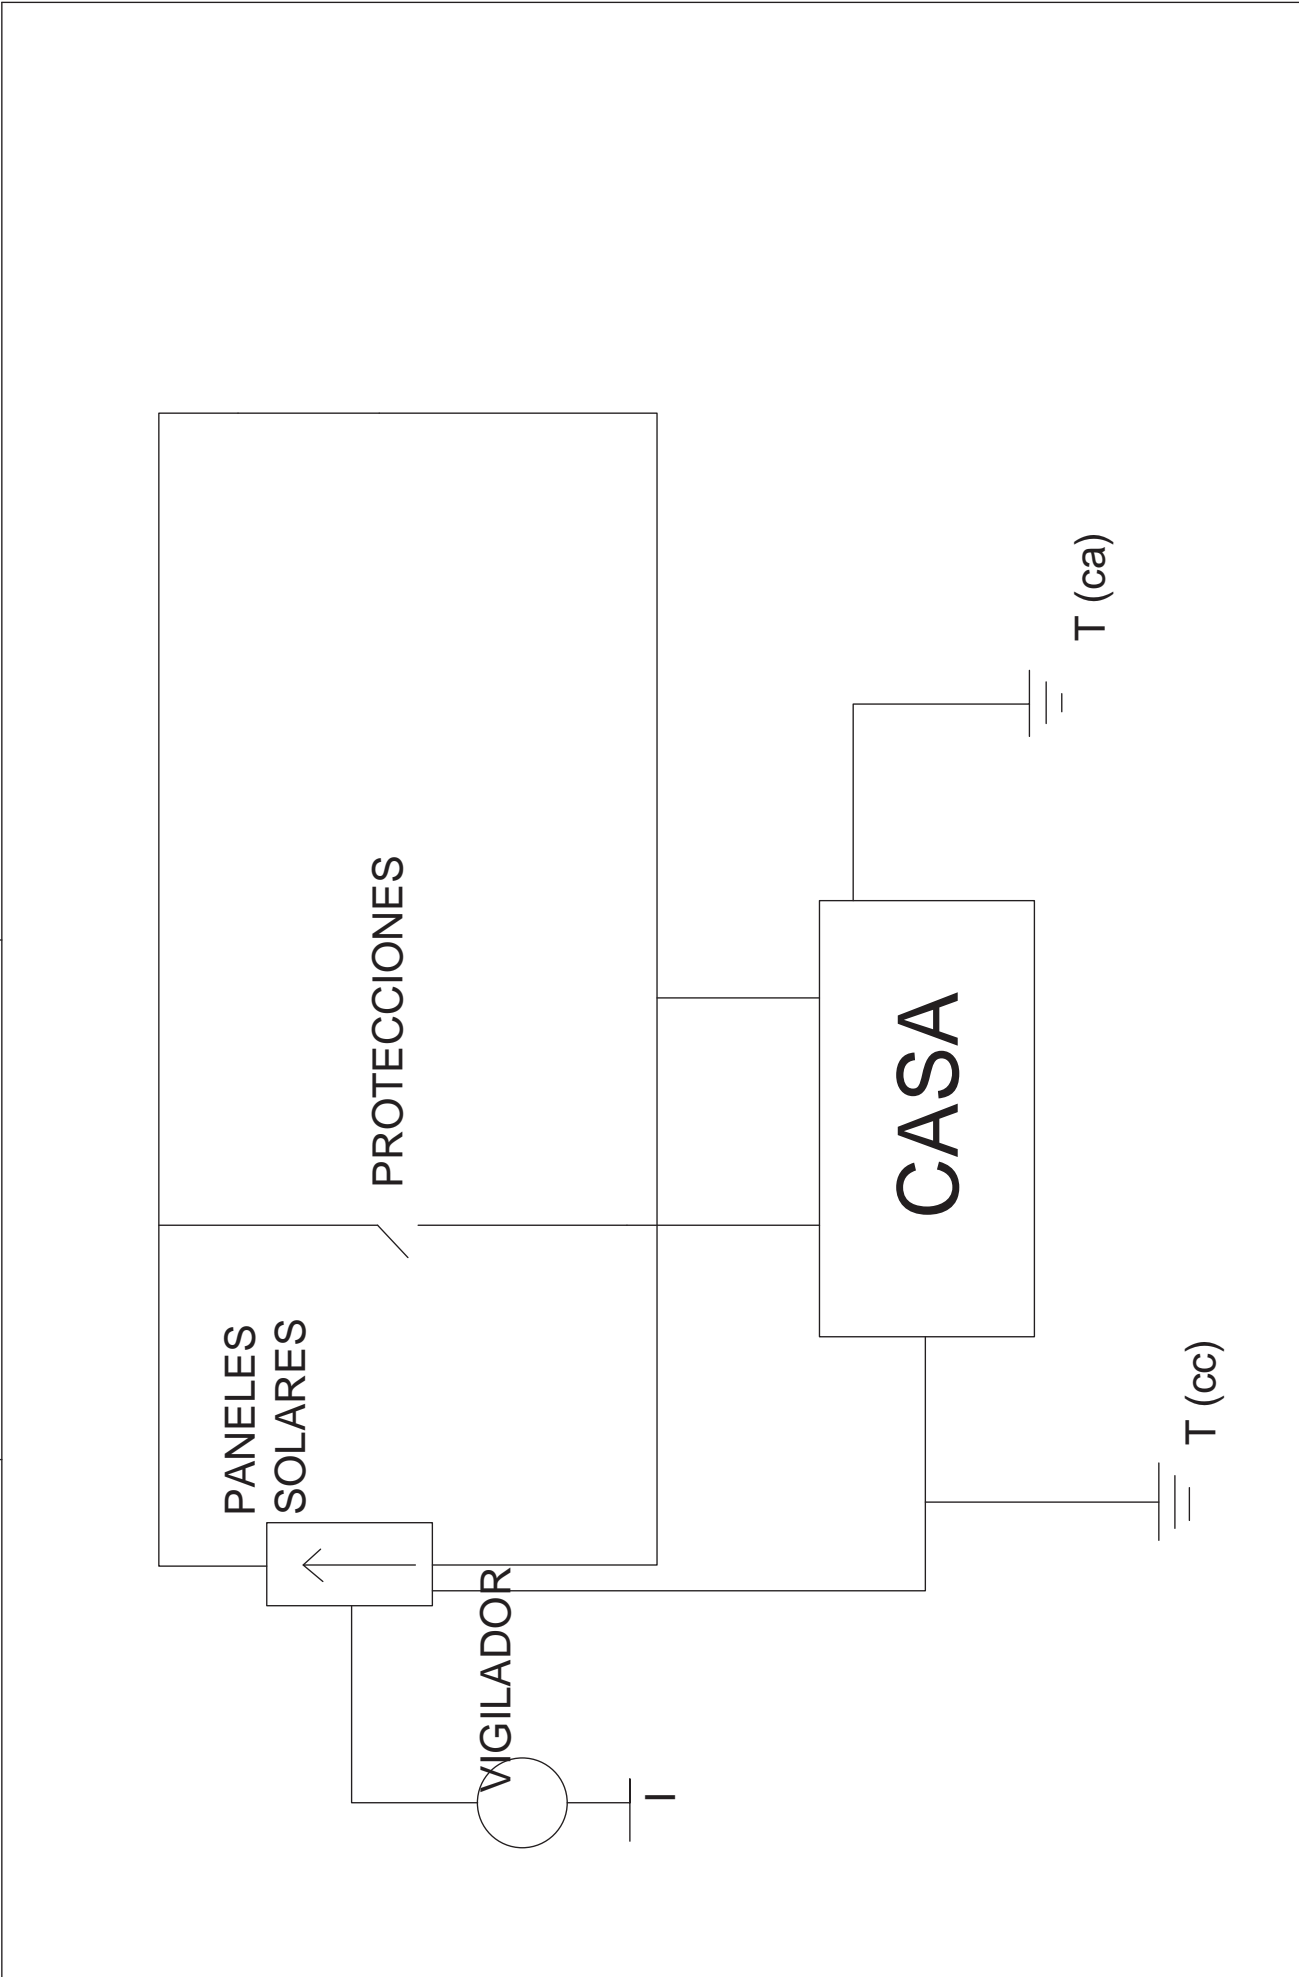 PANELES
SOLARES
PROTECCIONES
VIGILADOR
I
CASA
T (cc)
T (ca)